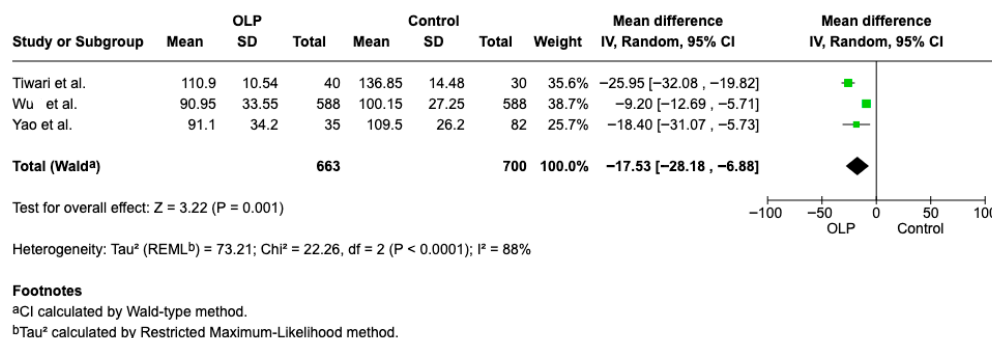 OLP Control Mean difference Mean difference
Study or Subgroup Mean SD Total Mean SD Total Weight IV, Random, 95% CI IV, Random, 95% CI
Tiwari et al. 110.9 10.54 40 136.85 14.48 30 35.6% −25.95 [−32.08 , −19.82]
Wu et al. 90.95 33.55 588 100.15 27.25 588 38.7% −9.20 [−12.69 , −5.71]
Yao et al. 91.1 34.2 35 109.5 26.2 82 25.7% −18.40 [−31.07 , −5.73]
Total (Walda) 663 700 100.0% −17.53 [−28.18 , −6.88]
Test for overall effect: Z = 3.22 (P = 0.001)
−100 −50 0 50 100
OLP Control
Heterogeneity: Tau² (REMLb) = 73.21; Chi² = 22.26, df = 2 (P < 0.0001); I² = 88%
Footnotes
aCI calculated by Wald-type method.
bTau² calculated by Restricted Maximum-Likelihood method.